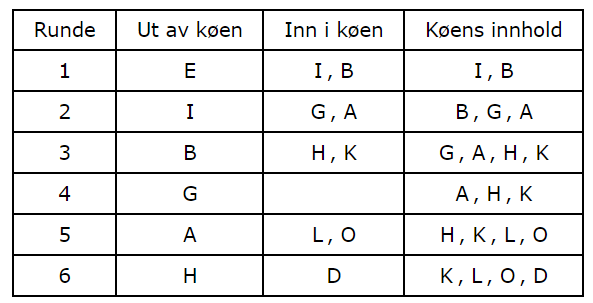 Runde Ut av køen Inn i køen Køens innhold
1 E I , B I , B
2 I G , A B , G , A
3 B H , K G , A , H , K
4 G A , H , K
5 A L , O H , K , L , O
6 H D K , L , O , D